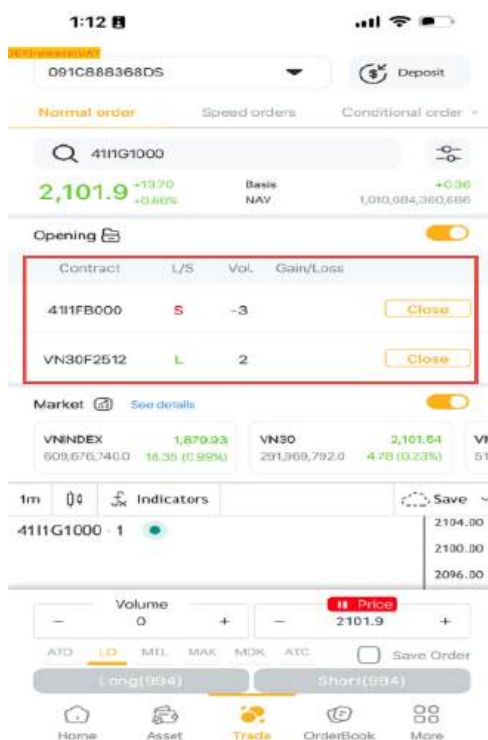 1:12
091C888368DS
Deposit
Normal order Speed orders Conditional order
41I1G1000
2,101.9 +13.70 Basis +0.36
+0.66% NAV 1,010,684,360,686
Opening
Contract L/S Vol. Gain/Loss
41I1FB000 S -3 Close
VN30F2512 L 2 Close
Market See details
VNINDEX 1,879.93 VN30 2,101.64
609,676,740.0 18.38 (0.99%) 291,969,792.0 4.78 (0.23%) 51
1m Indicators Save
41I1G1000 · 1 2104.00
2100.00
2096.00
Volume Price
- 0 + - 2101.9 +
ATO LO MTL MAK MOK ATC Save Order
Long(994) Short(994)
Home Asset Trade OrderBook More